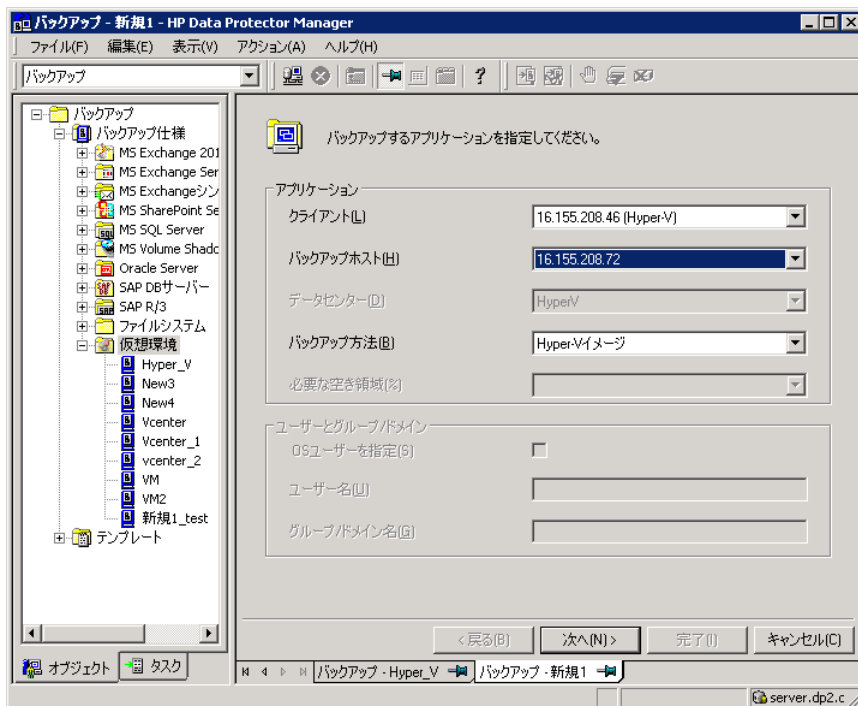 バックアップ - 新規1 - HP Data Protector Manager
ファイル(F) 編集(E) 表示(V) アクション(A) ヘルプ(H)
バックアップ
バックアップ
バックアップ仕様
MS Exchange 201
MS Exchange Ser
MS Exchangeシン
MS SharePoint Se
MS SQL Server
MS Volume Shadc
Oracle Server
SAP DBサーバー
SAP R/3
ファイルシステム
仮想環境
Hyper_V
New3
New4
Vcenter
Vcenter_1
vcenter_2
VM
VM2
新規1_test
テンプレート
オブジェクト タスク
バックアップするアプリケーションを指定してください。
アプリケーション
クライアント(L) 16.155.208.46 (Hyper-V)
バックアップホスト(H) 16.155.208.72
データセンター(D) HyperV
バックアップ方法(B) Hyper-Vイメージ
必要な空き領域(%)
ユーザーとグループ/ドメイン
OSユーザーを指定(S)
ユーザー名(U)
グループ/ドメイン名(G)
<戻る(B) 次へ(N)> 完了(I) キャンセル(C)
バックアップ - Hyper_V バックアップ - 新規1
server.dp2.c